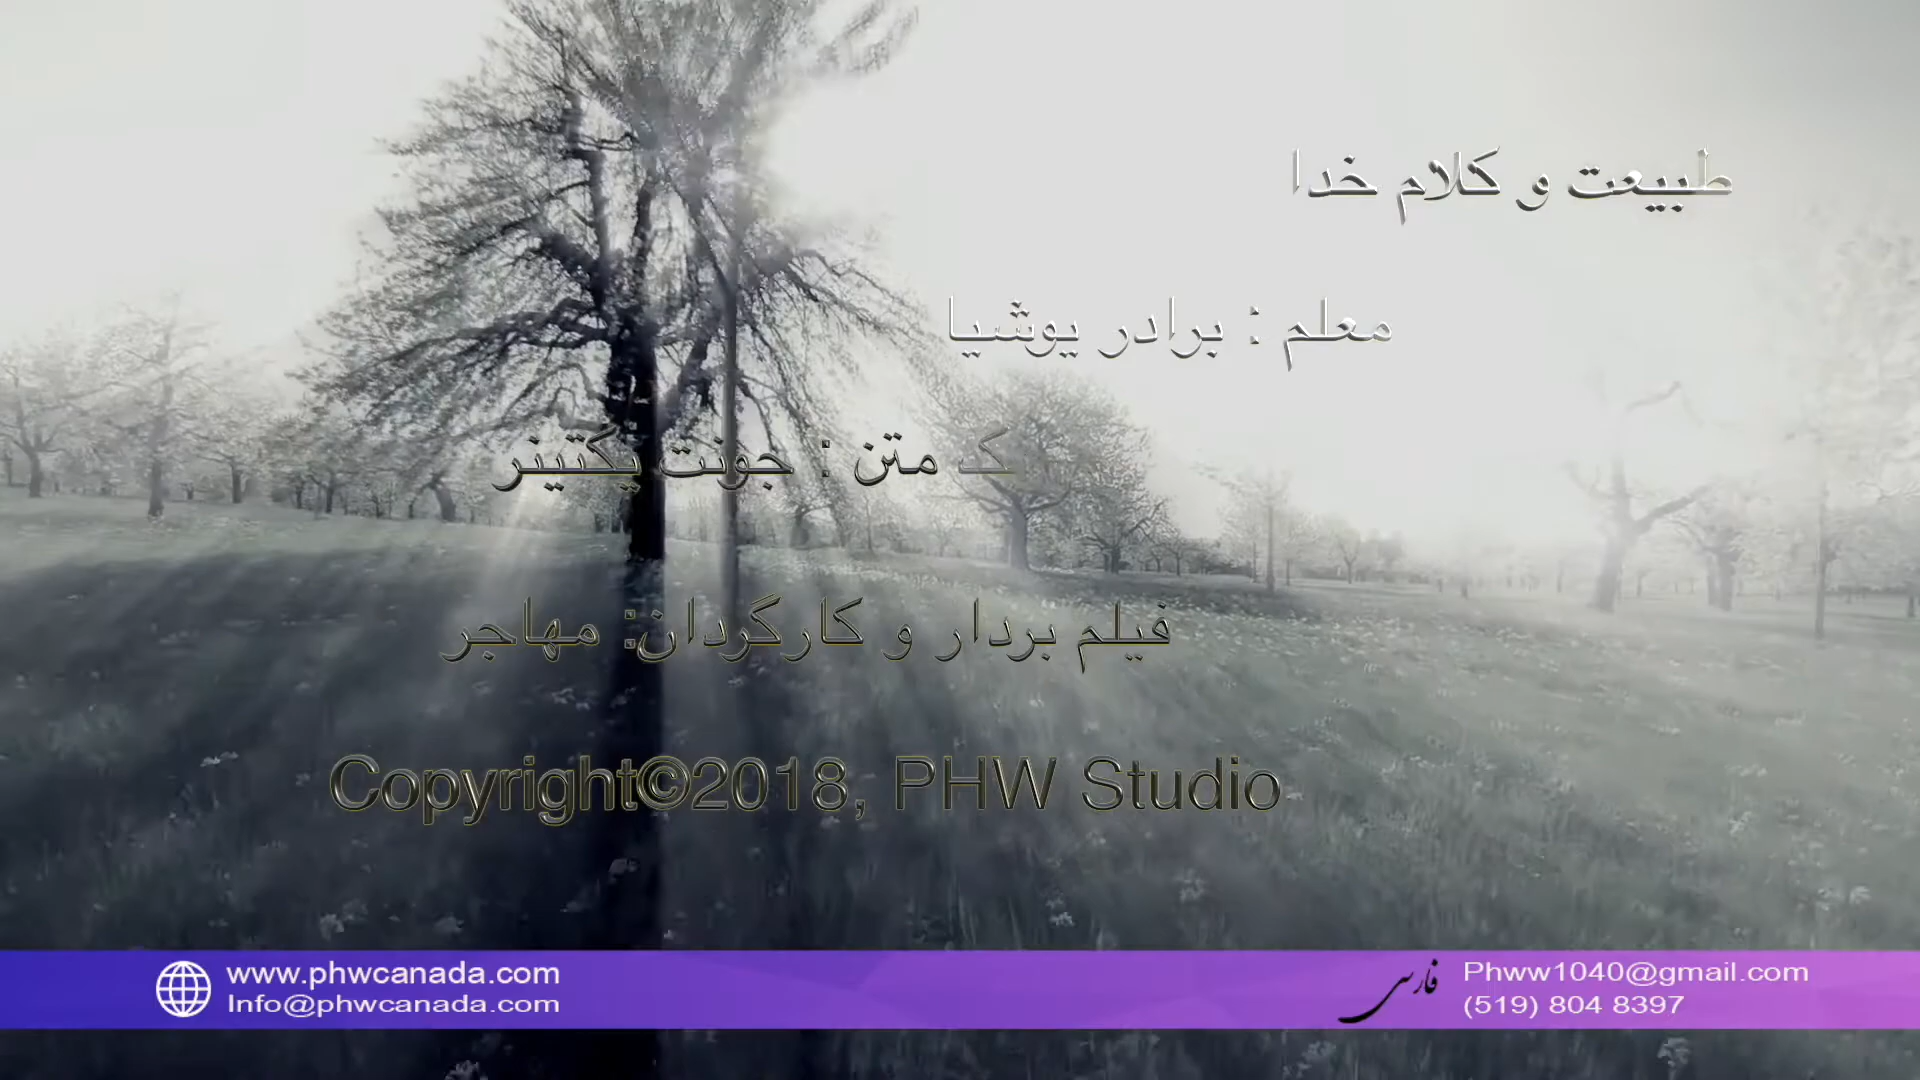 طبیعت و کلام خدا
معلم : برادر یوشیا
ک متن : جونت یکتینر
فیلم بردار و کارگردان: مهاجر
Copyright©2018, PHW Studio
www.phwcanada.com
Info@phwcanada.com
فارسی
Phww1040@gmail.com
(519) 804 8397